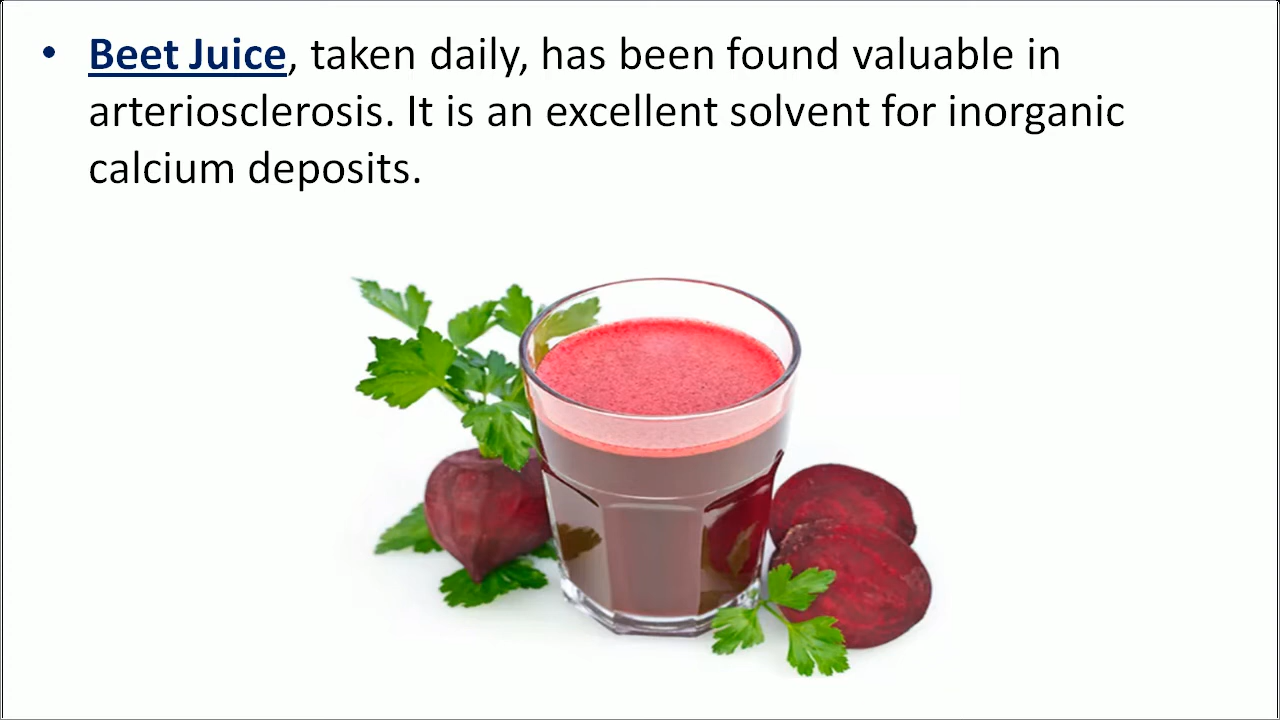 • Beet Juice, taken daily, has been found valuable in
arteriosclerosis. It is an excellent solvent for inorganic
calcium deposits.